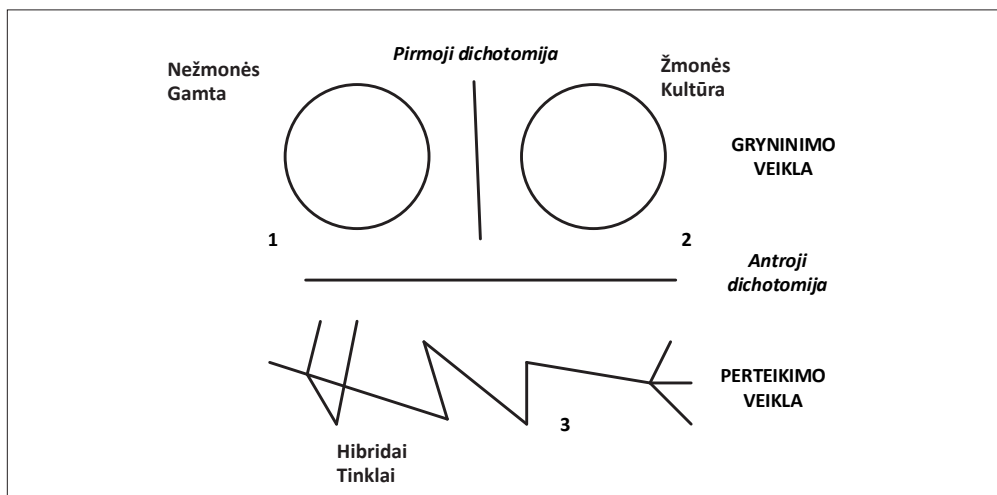 Pirmoji dichotomija
Nežmonės
Gamta
Žmonės
Kultūra
GRYNINIMO
VEIKLA
1
2
Antroji
dichotomija
PERTEIKIMO
VEIKLA
3
Hibridai
Tinklai